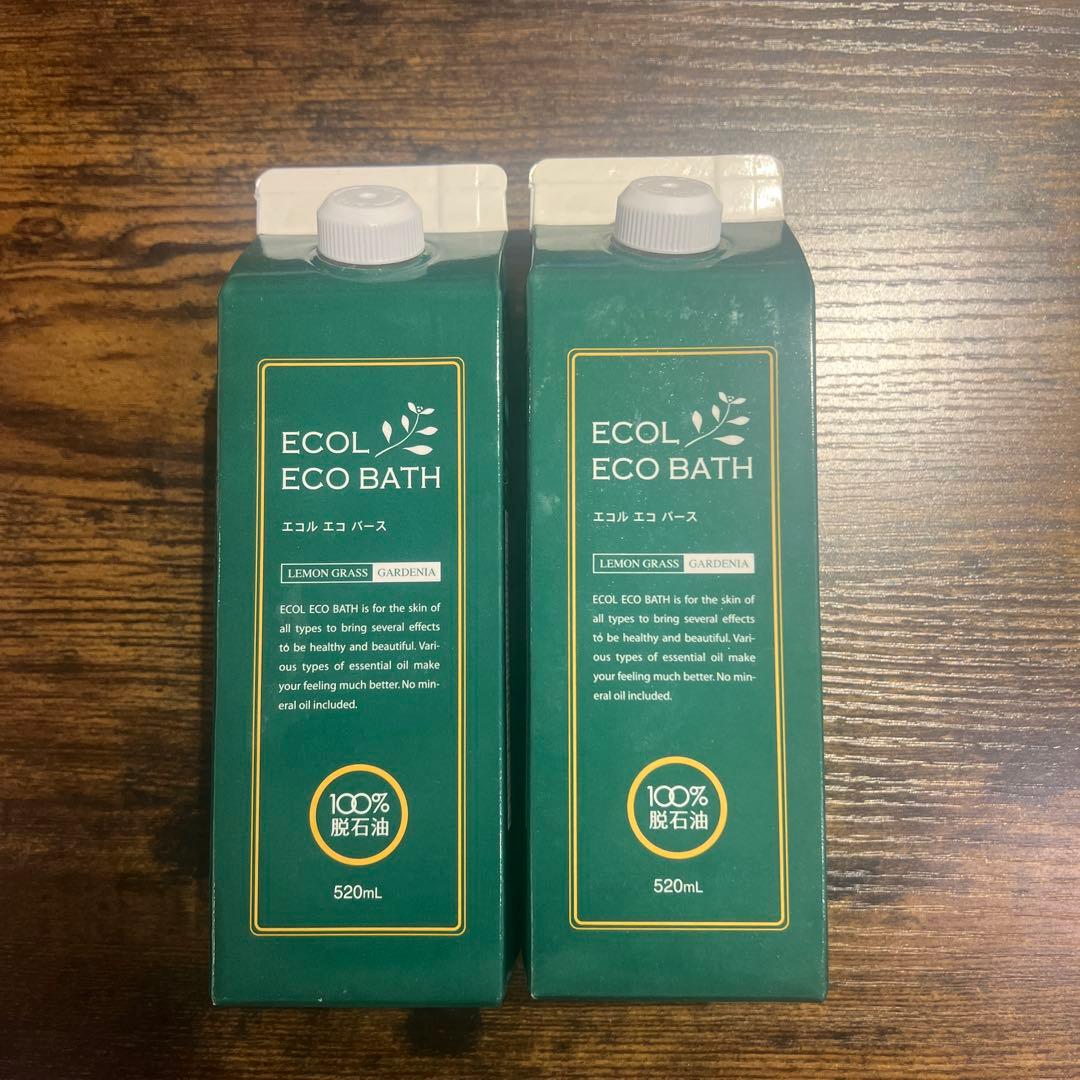 ECOL
ECO BATH
エコル エコ バース
LEMON GRASS GARDENIA
ECOL ECO BATH is for the skin of
all types to bring several effects
to be healthy and beautiful. Vari-
ous types of essential oil make
your feeling much better. No min-
eral oil included.
100%
脱石油
520mL
ECOL
ECO BATH
エコル エコ バース
LEMON GRASS GARDENIA
ECOL ECO BATH is for the skin of
all types to bring several effects
to be healthy and beautiful. Vari-
ous types of essential oil make
your feeling much better. No min-
eral oil included.
100%
脱石油
520mL